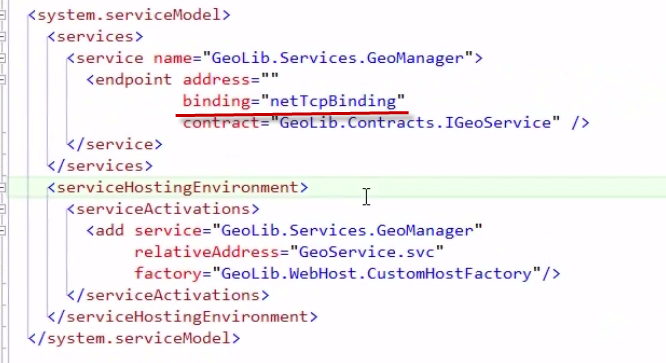 <system.serviceModel>
<services>
<service name="GeoLib.Services.GeoManager">
<endpoint address=""
binding="netTcpBinding"
contract="GeoLib.Contracts.IGeoService" />
</service>
</services>
<serviceHostingEnvironment>
<serviceActivations>
<add service="GeoLib.Services.GeoManager"
relativeAddress="GeoService.svc"
factory="GeoLib.WebHost.CustomHostFactory"/>
</serviceActivations>
</serviceHostingEnvironment>
</system.serviceModel>